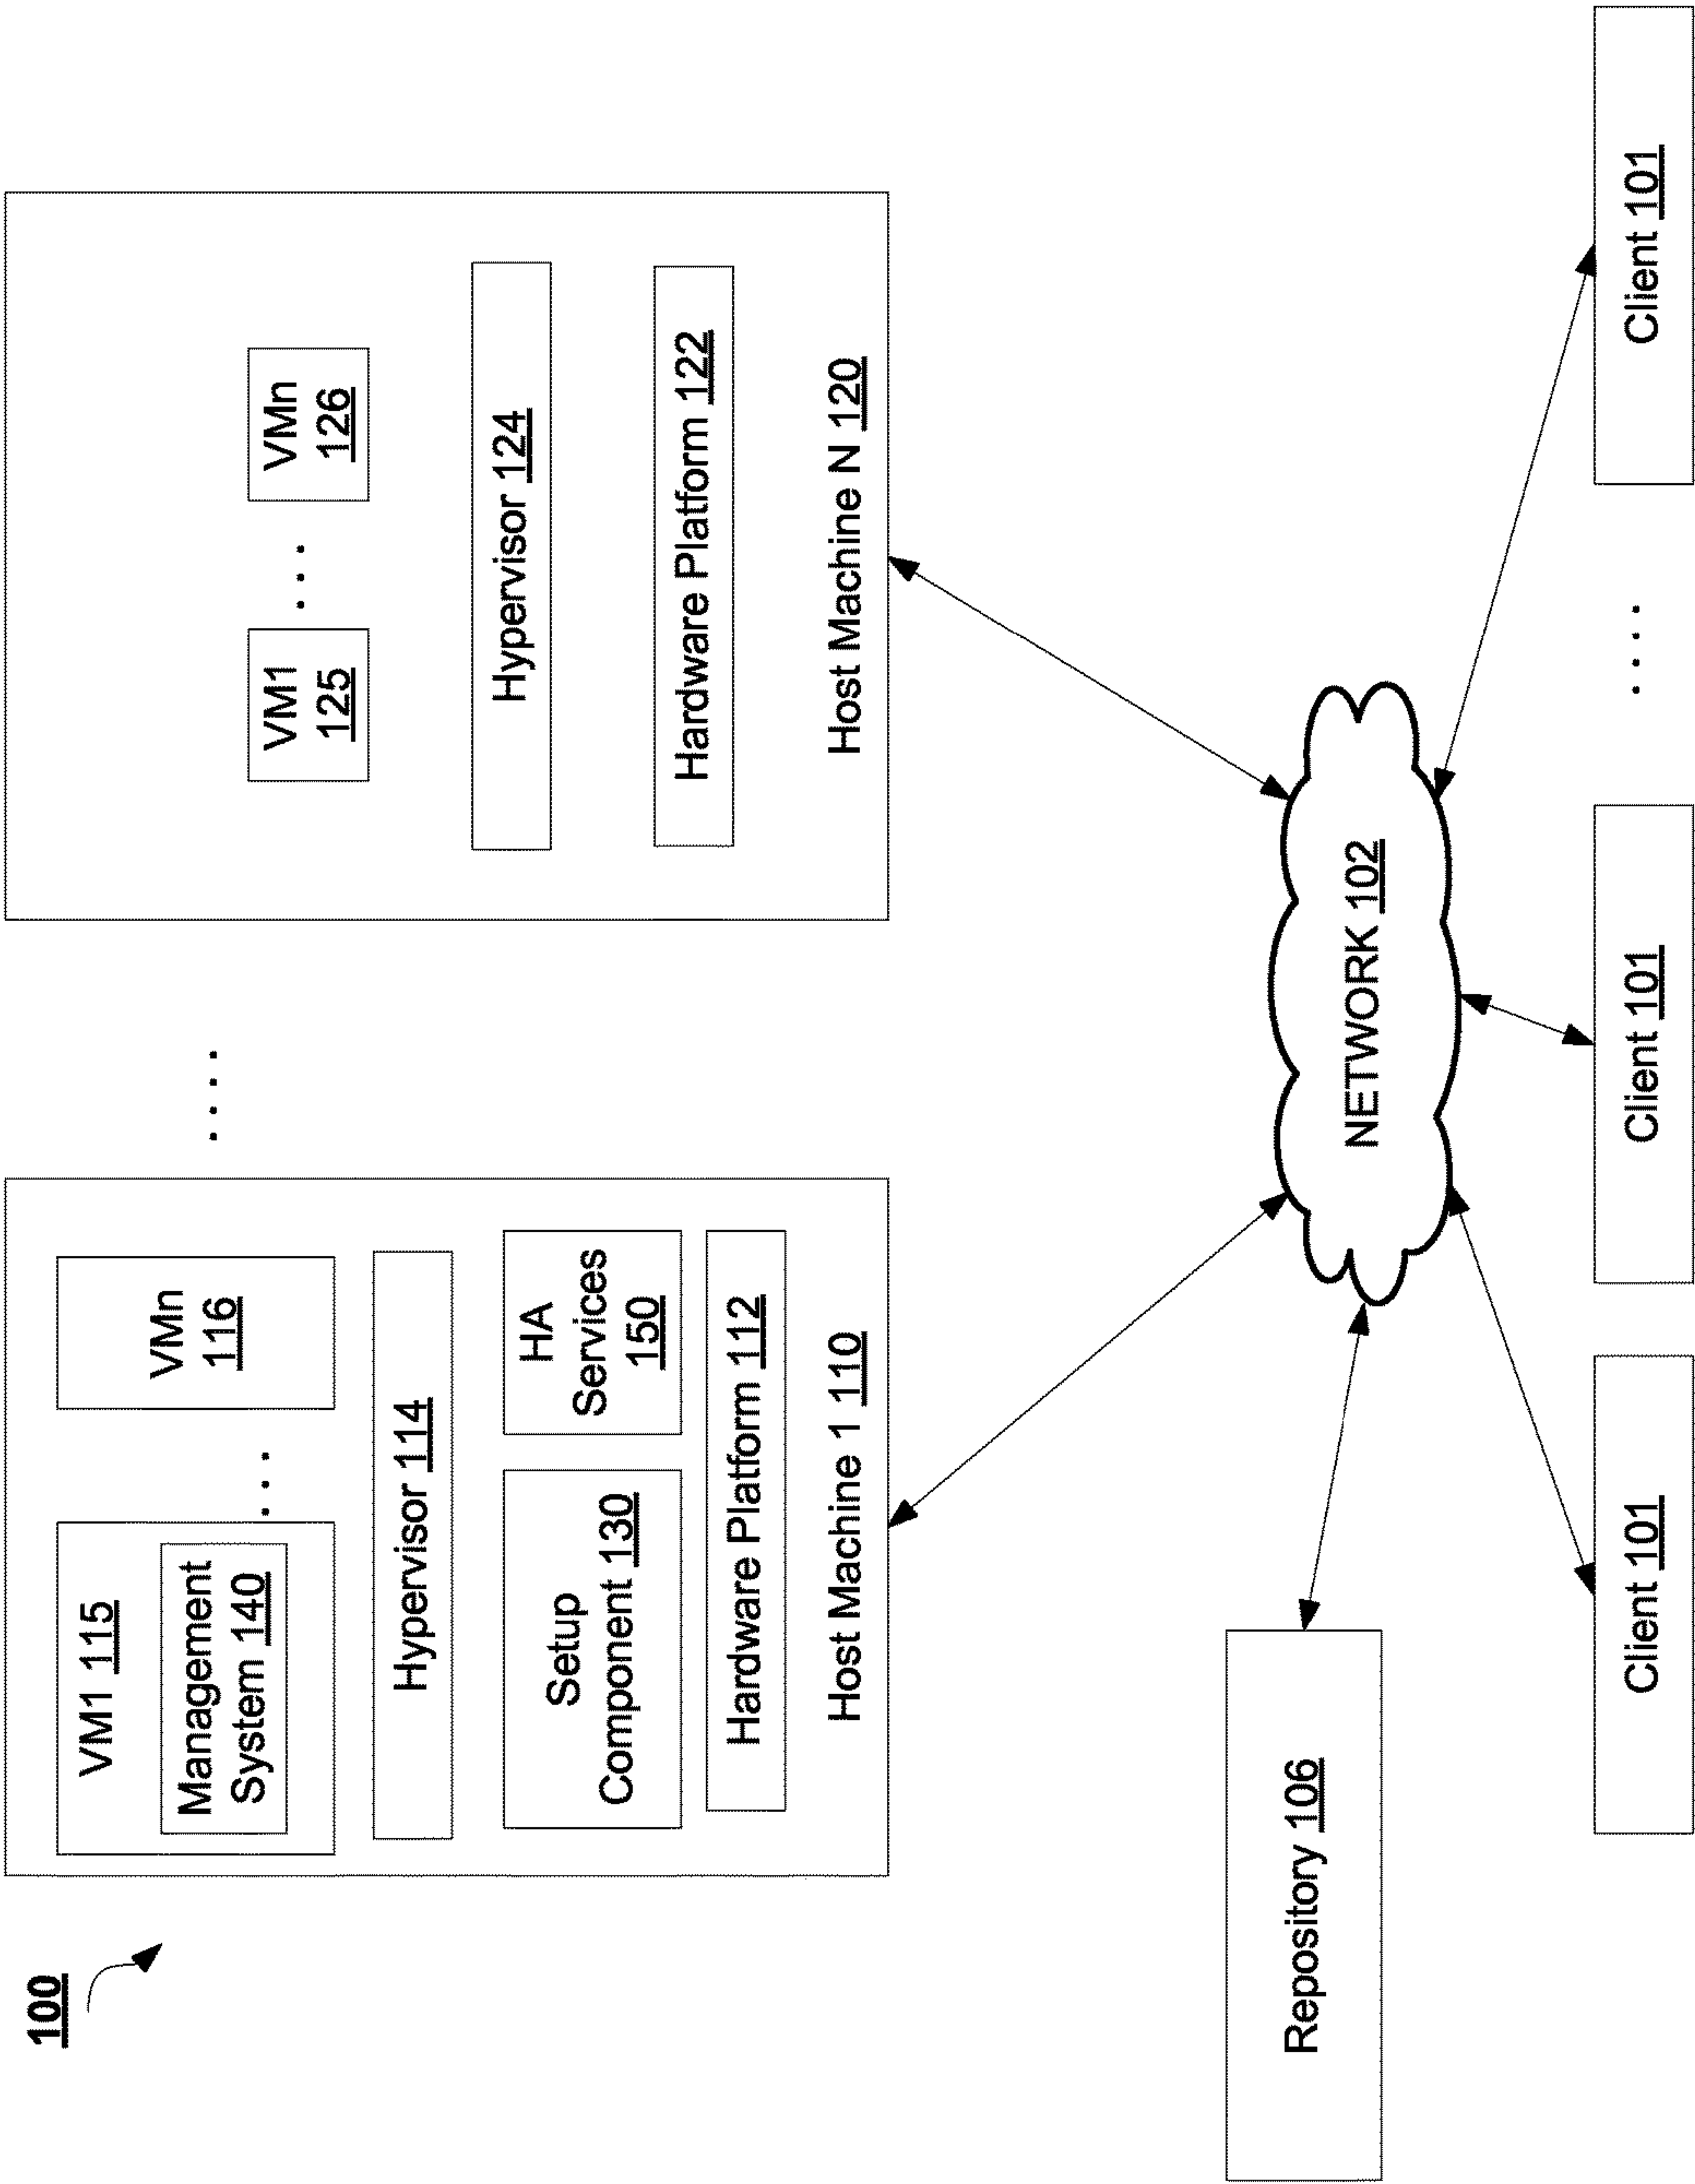 100
VM1 115
Management
System 140
. . .
VMn
116
Hypervisor 114
Setup
Component 130
HA
Services
150
Hardware Platform 112
Host Machine 1 110
. . . .
VM1
125
. . .
VMn
126
Hypervisor 124
Hardware Platform 122
Host Machine N 120
Repository 106
NETWORK 102
Client 101
Client 101
. . . .
Client 101